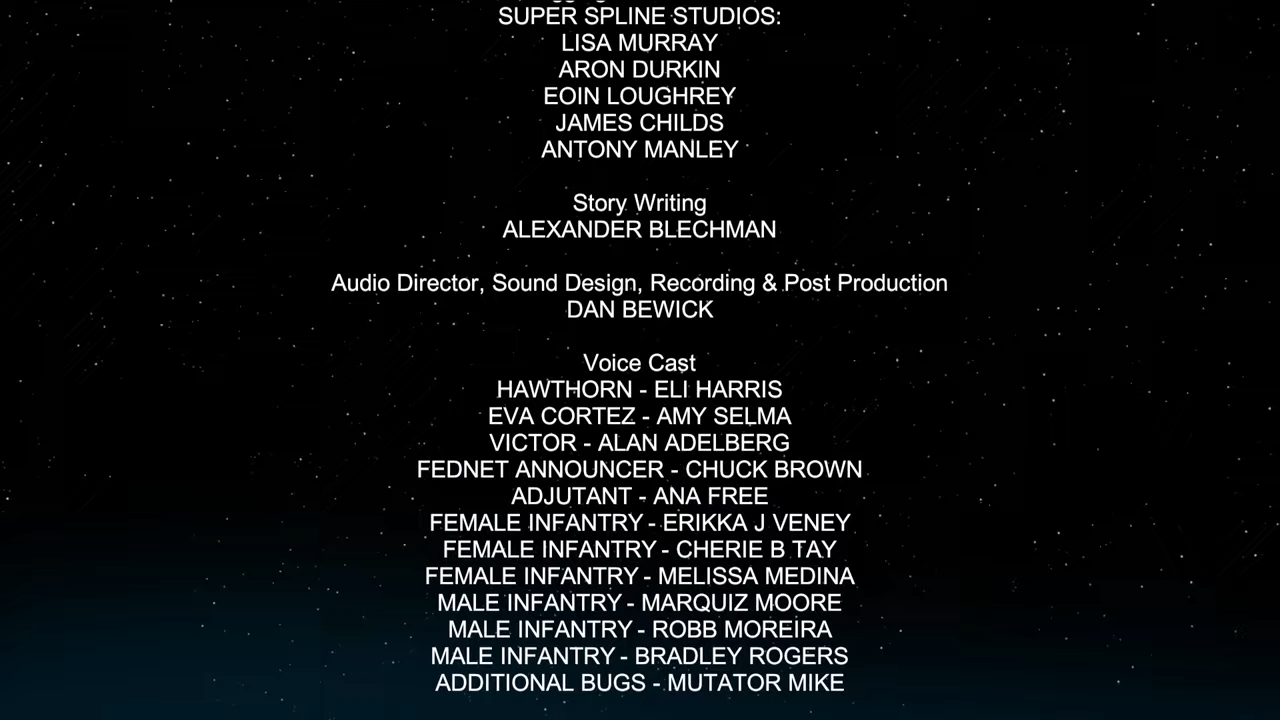 SUPER SPLINE STUDIOS:
LISA MURRAY
ARON DURKIN
EOIN LOUGHREY
JAMES CHILDS
ANTONY MANLEY
Story Writing
ALEXANDER BLECHMAN
Audio Director, Sound Design, Recording & Post Production
DAN BEWICK
Voice Cast
HAWTHORN - ELI HARRIS
EVA CORTEZ - AMY SELMA
VICTOR - ALAN ADELBERG
FEDNET ANNOUNCER - CHUCK BROWN
ADJUTANT - ANA FREE
FEMALE INFANTRY - ERIKKA J VENEY
FEMALE INFANTRY - CHERIE B TAY
FEMALE INFANTRY - MELISSA MEDINA
MALE INFANTRY - MARQUIZ MOORE
MALE INFANTRY - ROBB MOREIRA
MALE INFANTRY - BRADLEY ROGERS
ADDITIONAL BUGS - MUTATOR MIKE